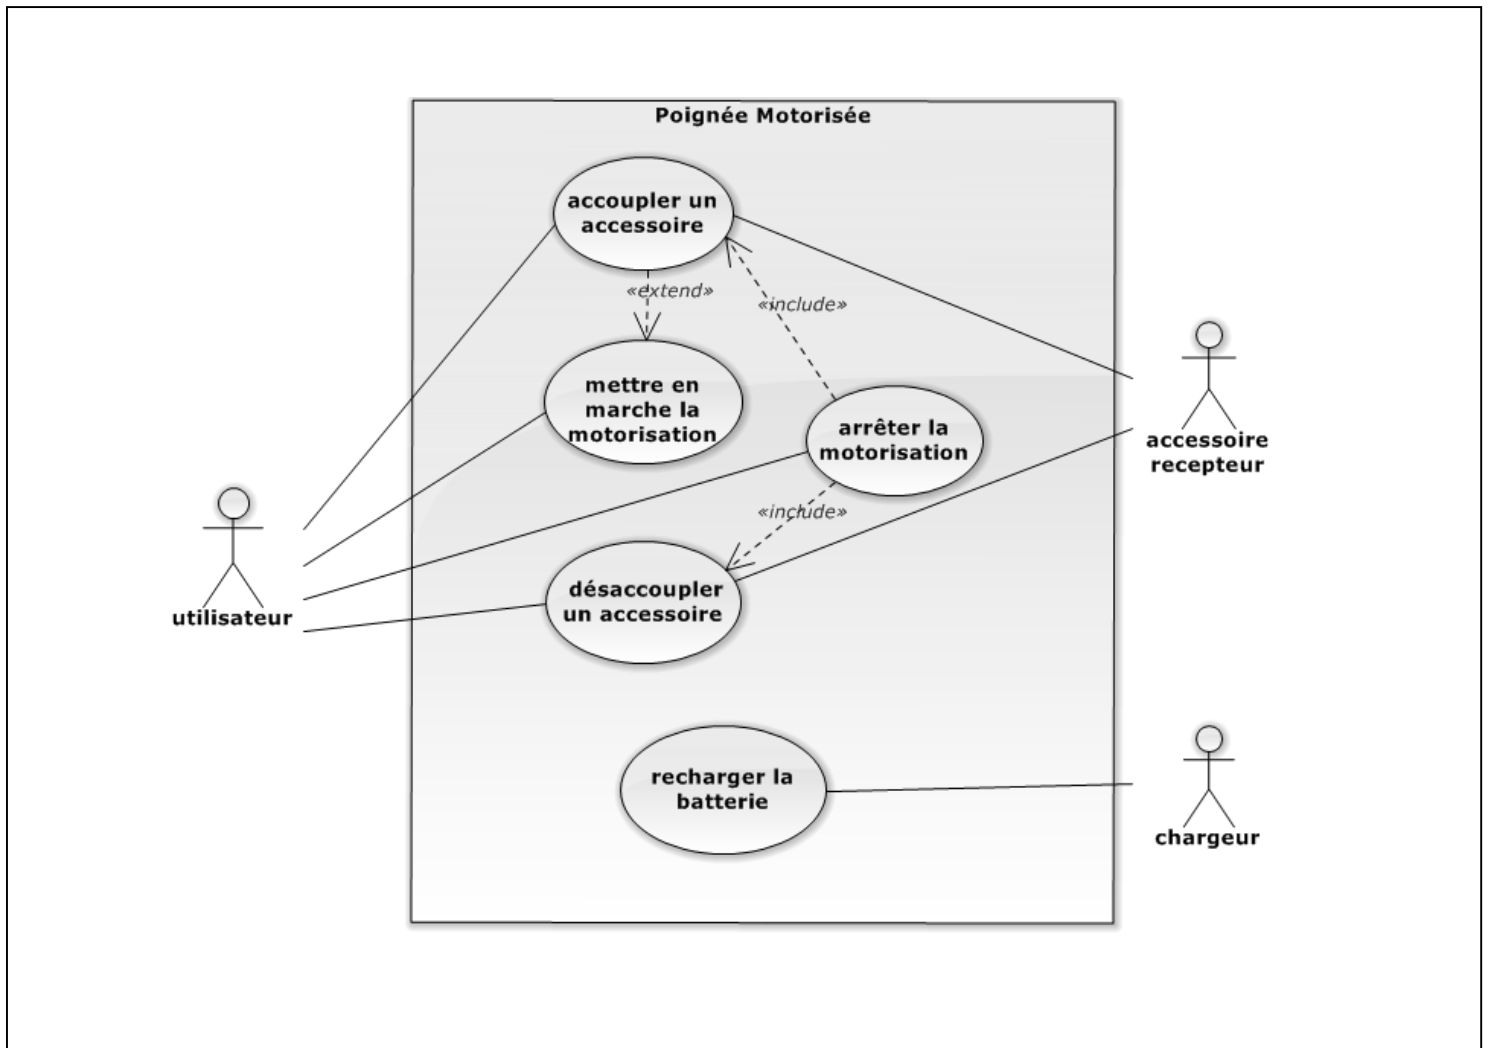 Poignée Motorisée
accoupler un
accessoire
«extend»
«include»
mettre en
marche la
motorisation
arrêter la
motorisation
accessoire
recepteur
«include»
désaccoupler
un accessoire
utilisateur
recharger la
batterie
chargeur